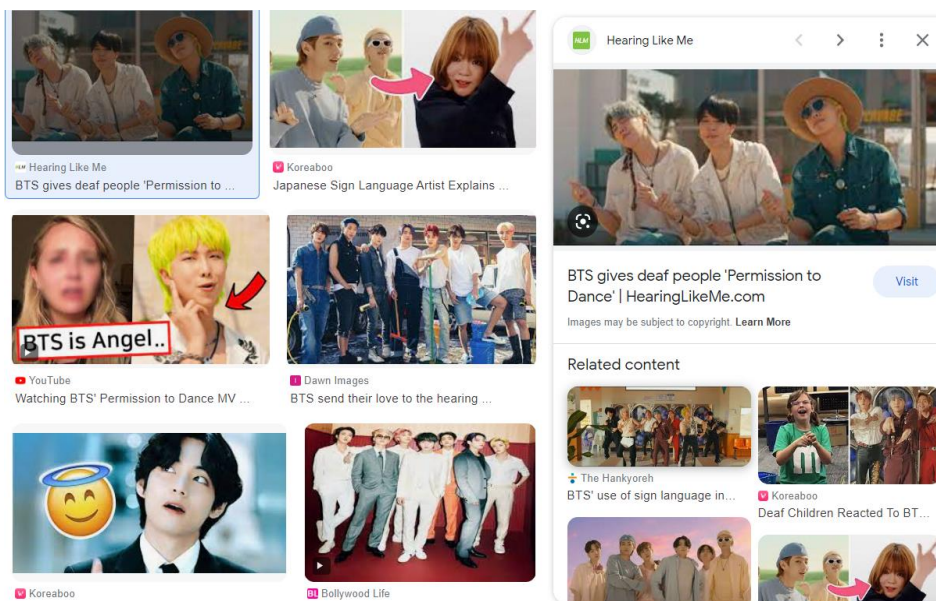 Hearing Like Me
BTS gives deaf people 'Permission to ...
Koreaboo
Japanese Sign Language Artist Explains ...
BTS is Angel..
YouTube
Watching BTS' Permission to Dance MV ...
Dawn Images
BTS send their love to the hearing ...
Koreaboo
BL Bollywood Life
HLM Hearing Like Me
BTS gives deaf people 'Permission to
Dance' | HearingLikeMe.com
Visit
Images may be subject to copyright. Learn More
Related content
The Hankyoreh
BTS' use of sign language in...
Koreaboo
Deaf Children Reacted To BT...